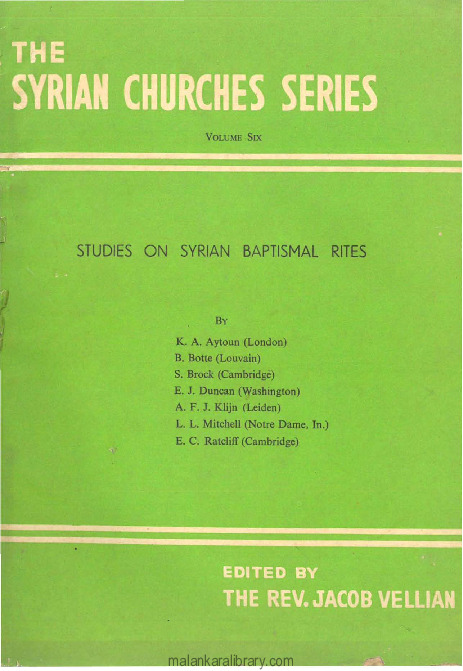 THE
SYRIAN CHURCHES SERIES
VOLUME SIX
STUDIES ON SYRIAN BAPTISMAL RITES
BY
K. A. Aytoun (London)
B. Botte (Louvain)
S. Brock (Cambridge)
E. J. Duncan (Washington)
A. F. J. Klijn (Leiden)
L. L. Mitchell (Notre Dame, In.)
E. C. Ratcliff (Cambridge)
EDITED BY
THE REV. JACOB VELLIAN
malankaralibrary.com